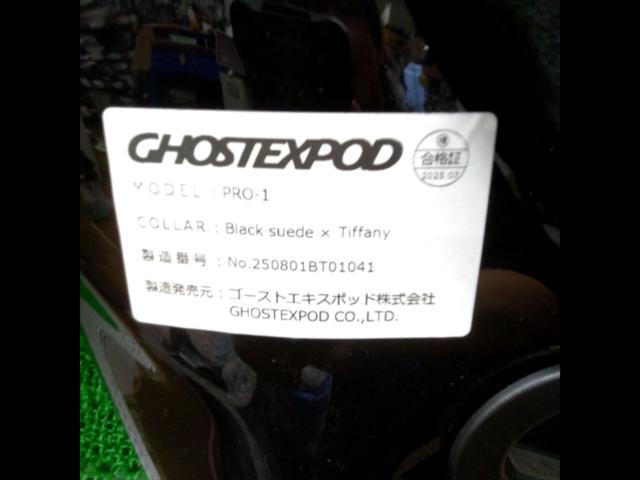 GHOSTEXPOD
合格証
2025.07
MODEL : PRO-1
COLLAR : Black suede × Tiffany
製造番号 : No.250801BT01041
製造発売元 : ゴーストエキスポッド株式会社
GHOSTEXPOD CO.,LTD.